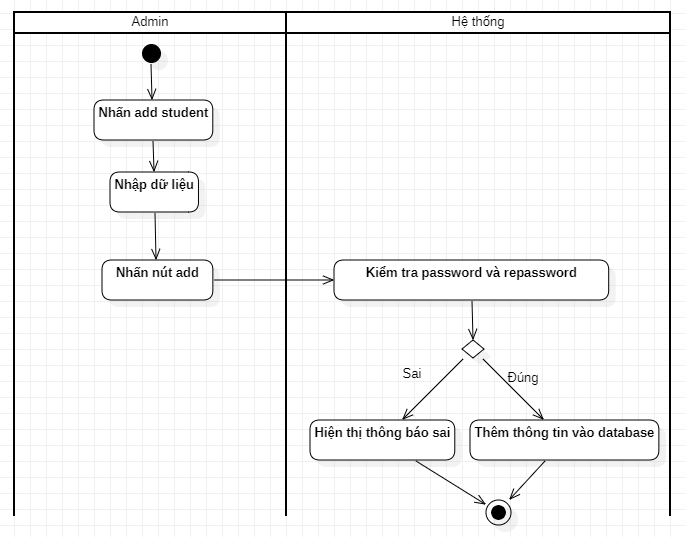 Admin
Hệ thống
Nhấn add student
Nhập dữ liệu
Nhấn nút add
Kiểm tra password và repassword
Sai
Đúng
Hiện thị thông báo sai
Thêm thông tin vào database